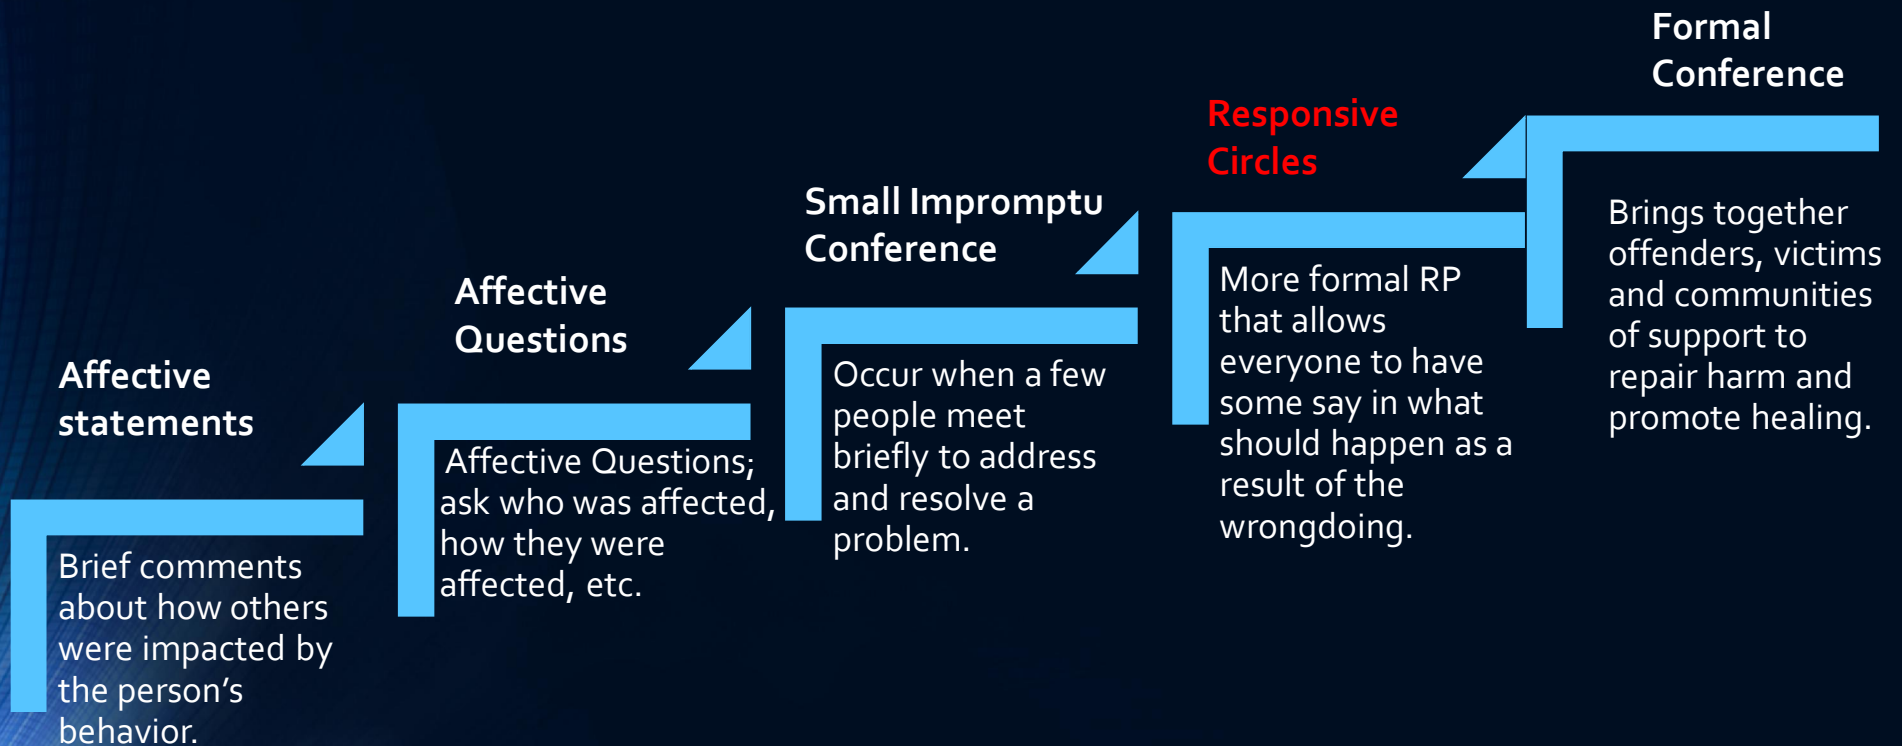 Affective
statements
Brief comments
about how others
were impacted by
the person’s
behavior.
Affective
Questions
Affective Questions;
ask who was affected,
how they were
affected, etc.
Small Impromptu
Conference
Occur when a few
people meet
briefly to address
and resolve a
problem.
Responsive
Circles
More formal RP
that allows
everyone to have
some say in what
should happen as a
result of the
wrongdoing.
Formal
Conference
Brings together
offenders, victims
and communities
of support to
repair harm and
promote healing.